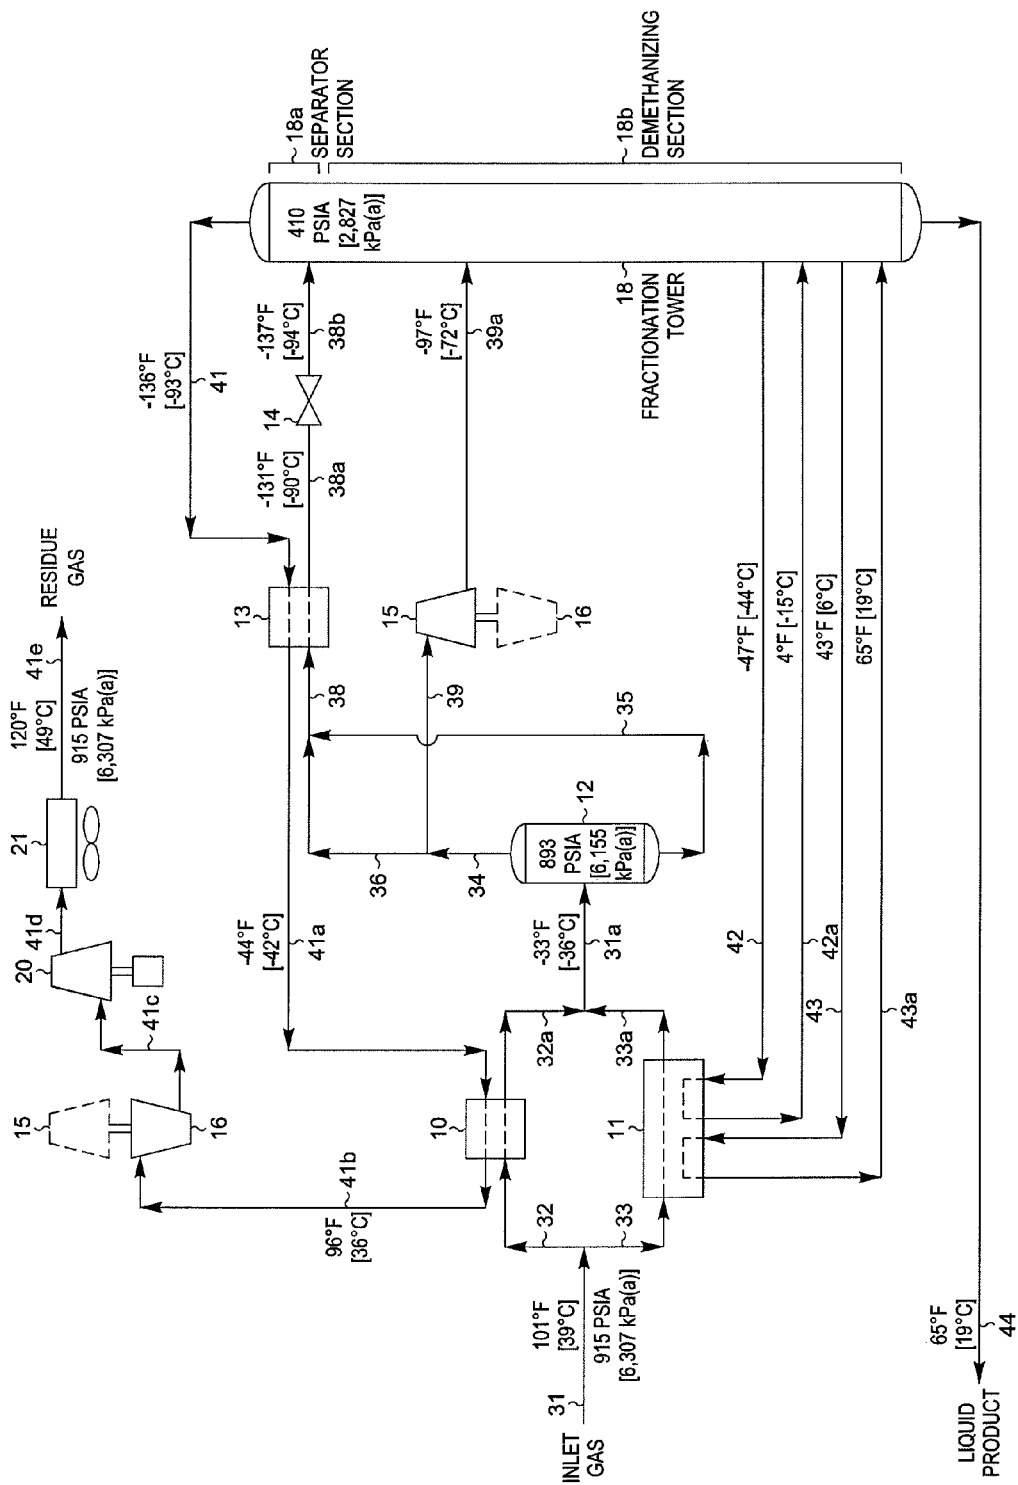 15
16
41c
20
41d
21
120°F
[49°C]
41e
915 PSIA
[6,307 kPa(a)]
RESIDUE
GAS
96°F
[36°C]
41b
-44°F
[-42°C]
41a
13
-136°F
[-93°C]
41
-131°F
[-90°C]
38a
14
-137°F
[-94°C]
38b
18a
SEPARATOR
SECTION
410
PSIA
[2,827
kPa(a)]
36
38
34
39
15
16
-97°F
[-72°C]
39a
10
32a
33a
-33°F
[-36°C]
31a
893
PSIA
[6,155
kPa(a)]
12
35
INLET
GAS
31
101°F
[39°C]
915 PSIA
[6,307 kPa(a)]
32
33
11
18
FRACTIONATION
TOWER
18b
DEMETHANIZING
SECTION
42
-47°F [-44°C]
42a
4°F [-15°C]
43
43°F [6°C]
43a
65°F [19°C]
LIQUID
PRODUCT
65°F
[19°C]
44